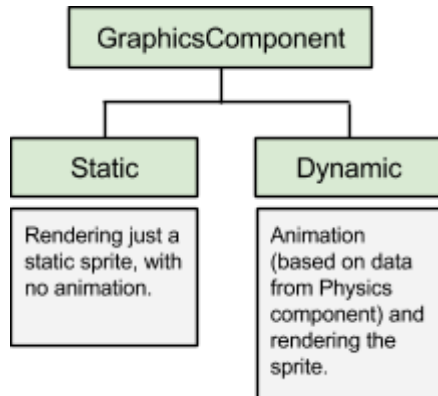 GraphicsComponent
Static
Rendering just a
static sprite, with
no animation.
Dynamic
Animation
(based on data
from Physics
component) and
rendering the
sprite.